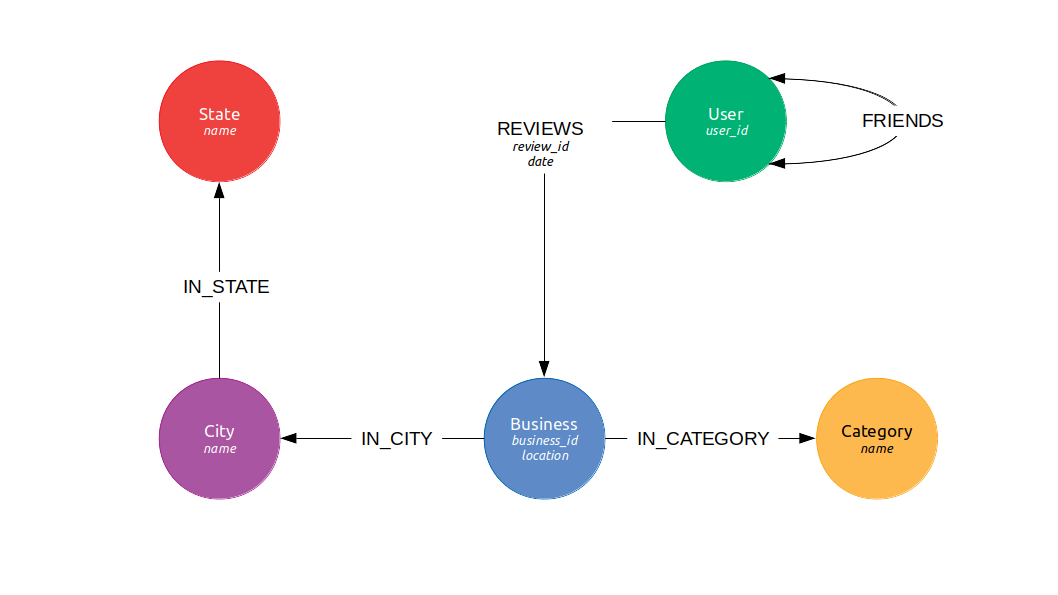 State
name
REVIEWS
review_id
date
User
user_id
FRIENDS
IN_STATE
City
name
IN_CITY
Business
business_id
location
IN_CATEGORY
Category
name